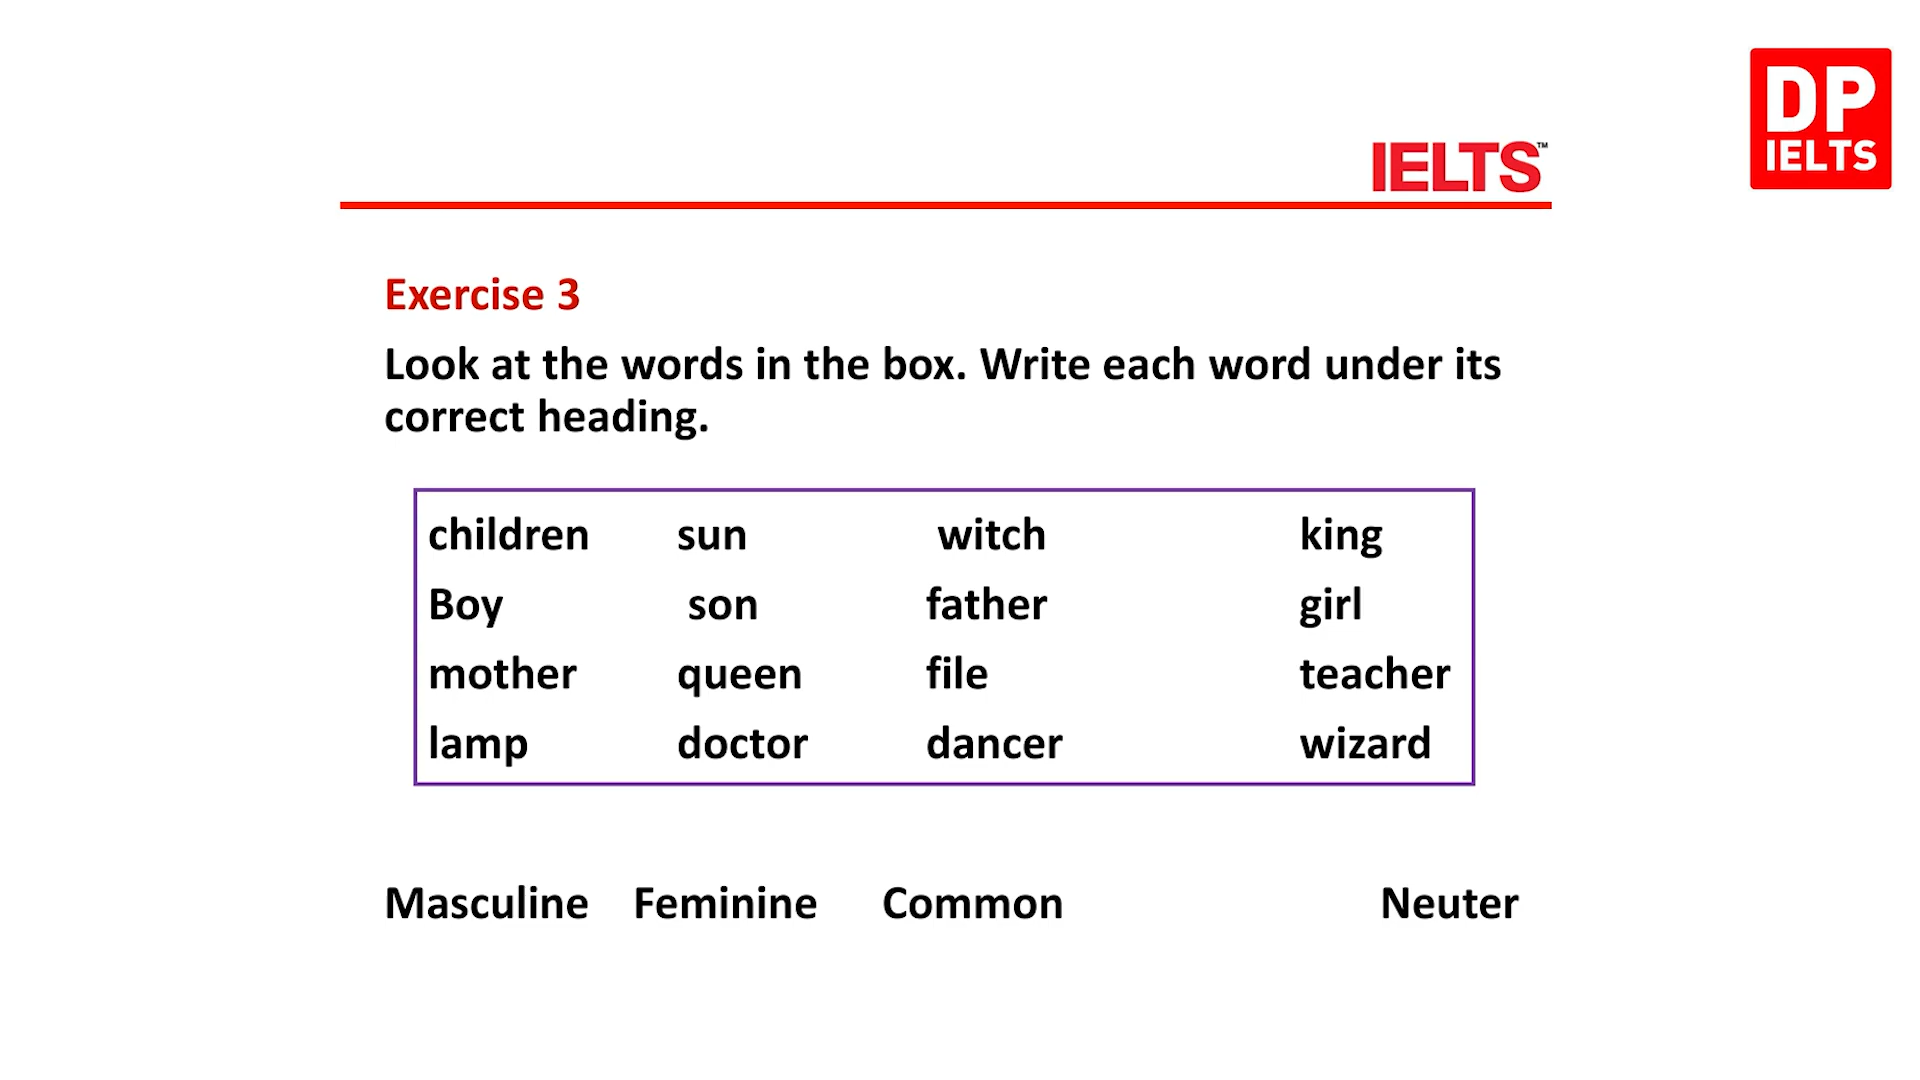 DP
IELTS
IELTS™
Exercise 3
Look at the words in the box. Write each word under its
correct heading.
children sun witch king
Boy son father girl
mother queen file teacher
lamp doctor dancer wizard
Masculine Feminine Common Neuter